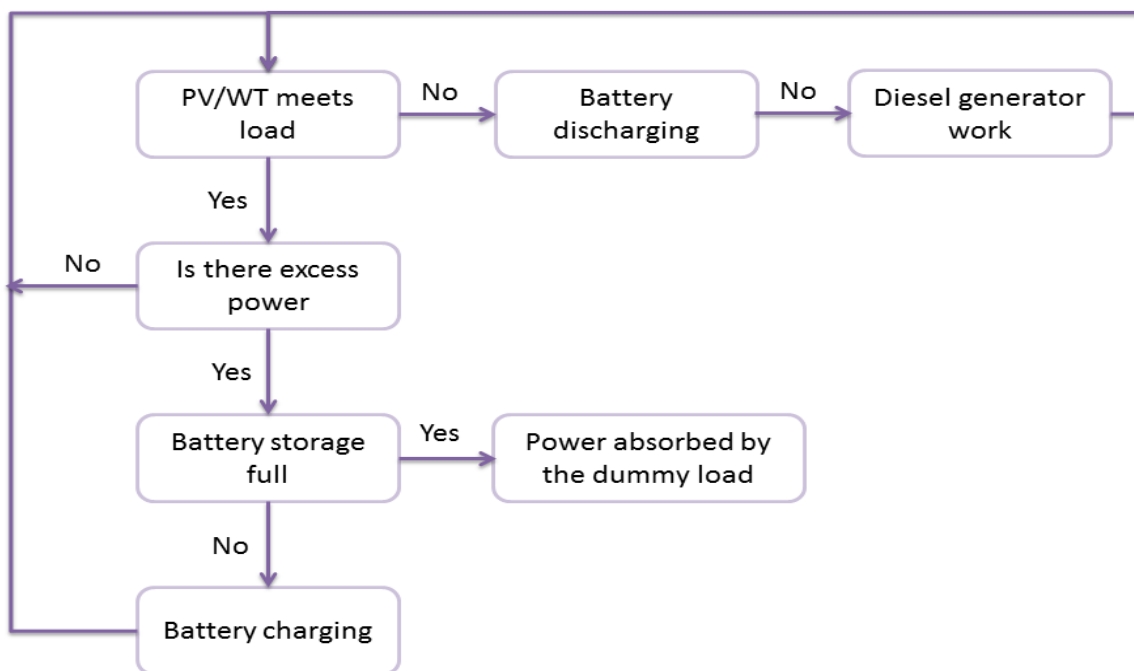 PV/WT meets
load
No
Battery
discharging
No
Diesel generator
work
Yes
No
Is there excess
power
Yes
Battery storage
full
Yes
Power absorbed by
the dummy load
No
Battery charging